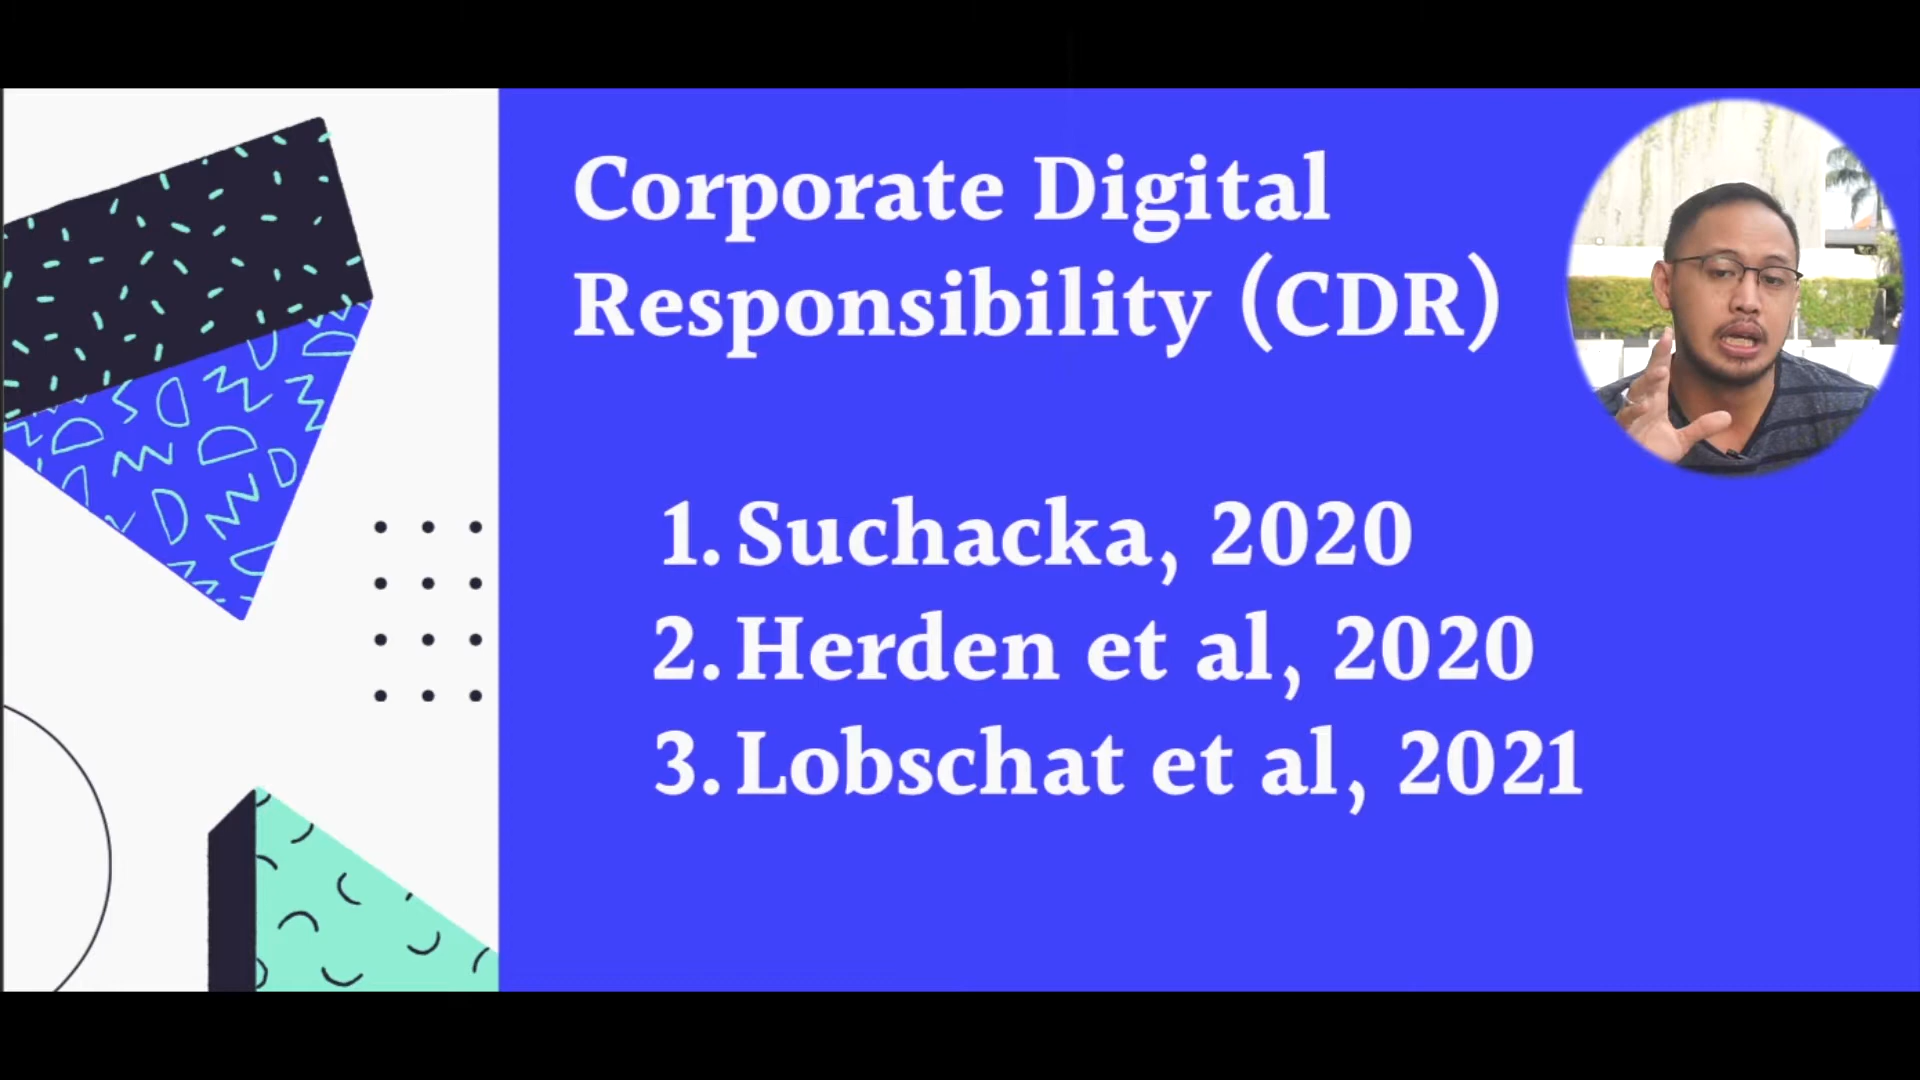 Corporate Digital
Responsibility (CDR)
1. Suchacka, 2020
2. Herden et al, 2020
3. Lobschat et al, 2021